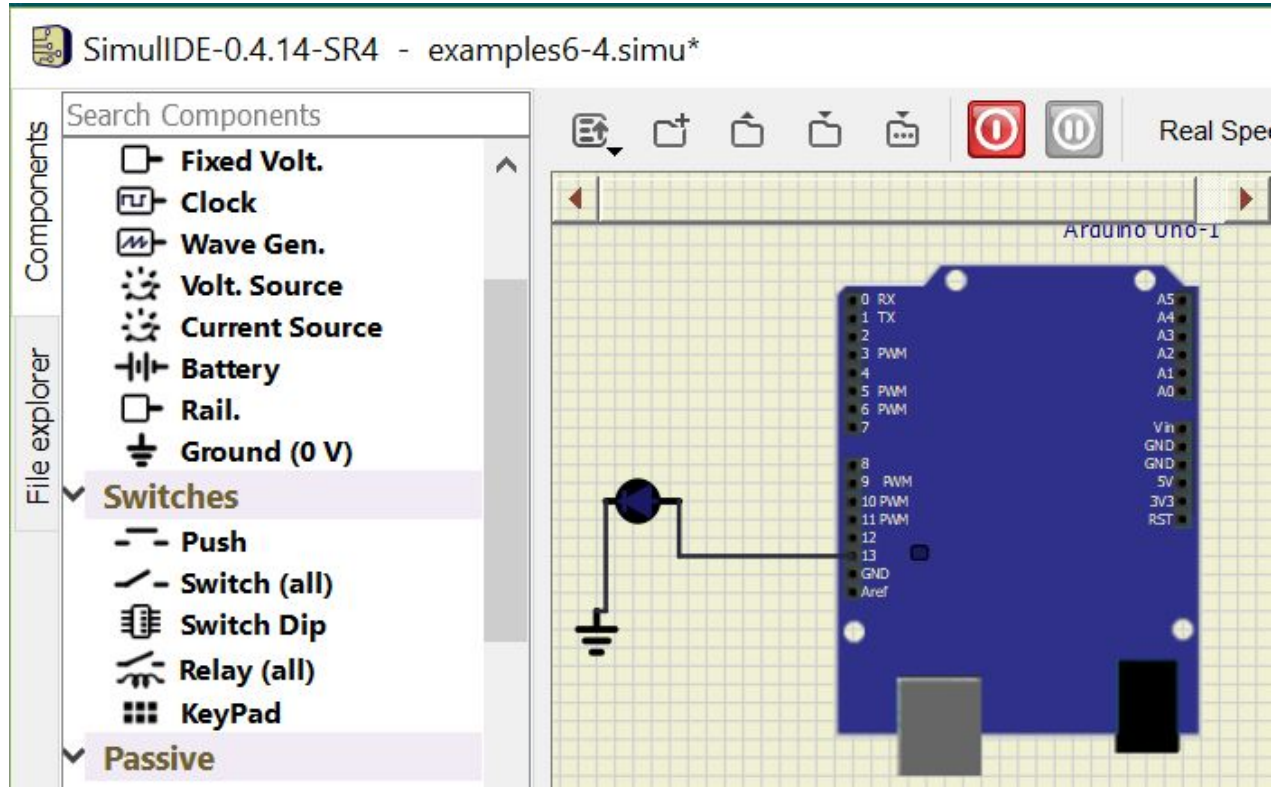 SimulIDE-0.4.14-SR4 - examples6-4.simu*
Components
File explorer
Search Components
Fixed Volt.
Clock
Wave Gen.
Volt. Source
Current Source
Battery
Rail.
Ground (0 V)
Switches
Push
Switch (all)
Switch Dip
Relay (all)
KeyPad
Passive
Real Spee
Arduino Uno-1
0 RX
1 TX
2
3 PWM
4
5 PWM
6 PWM
7
8
9 PWM
10 PWM
11 PWM
12
13
GND
Aref
A5
A4
A3
A2
A1
A0
Vin
GND
GND
5V
3V3
RST